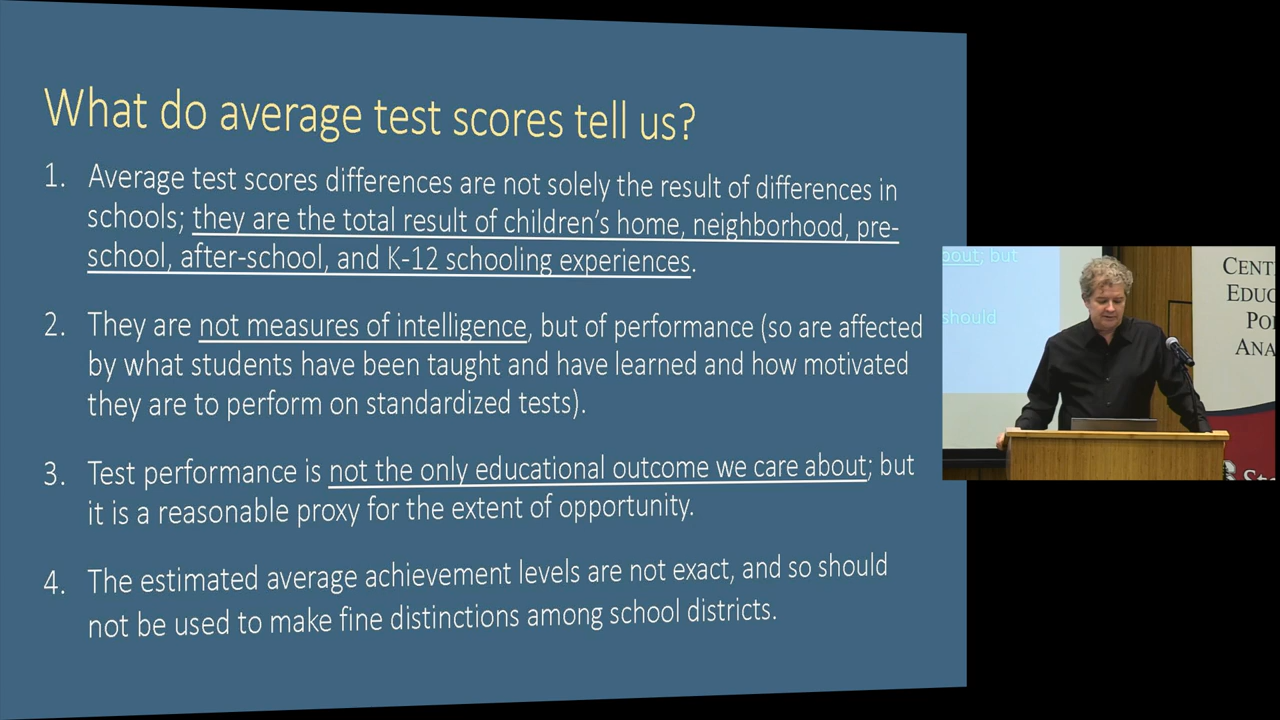 What do average test scores tell us?
1. Average test scores differences are not solely the result of differences in
schools; they are the total result of children's home, neighborhood, pre-
school, after-school, and K-12 schooling experiences.
2. They are not measures of intelligence, but of performance (so are affected
by what students have been taught and have learned and how motivated
they are to perform on standardized tests).
3. Test performance is not the only educational outcome we care about; but
it is a reasonable proxy for the extent of opportunity.
4. The estimated average achievement levels are not exact, and so should
not be used to make fine distinctions among school districts.
about; but
should
CENT
EDUC
POL
ANA